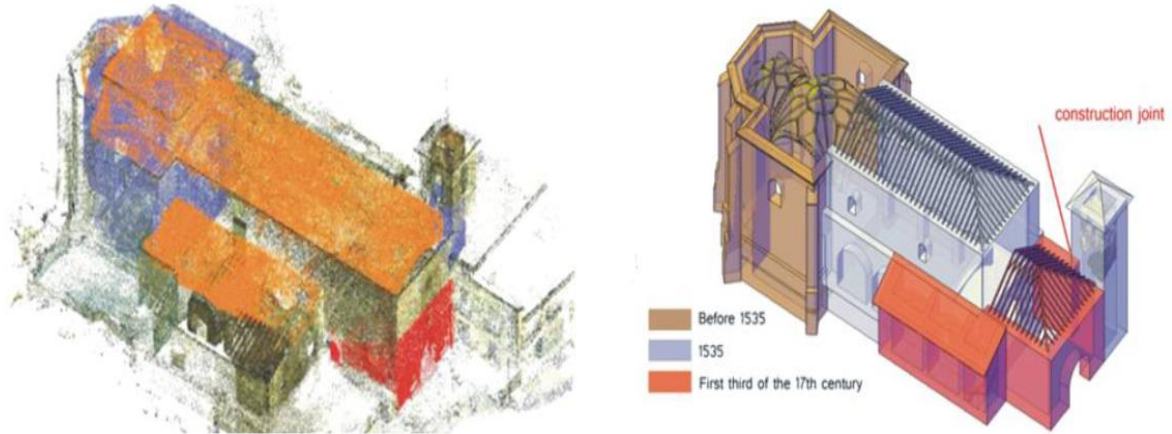 construction joint
Before 1535
1535
First third of the 17th century